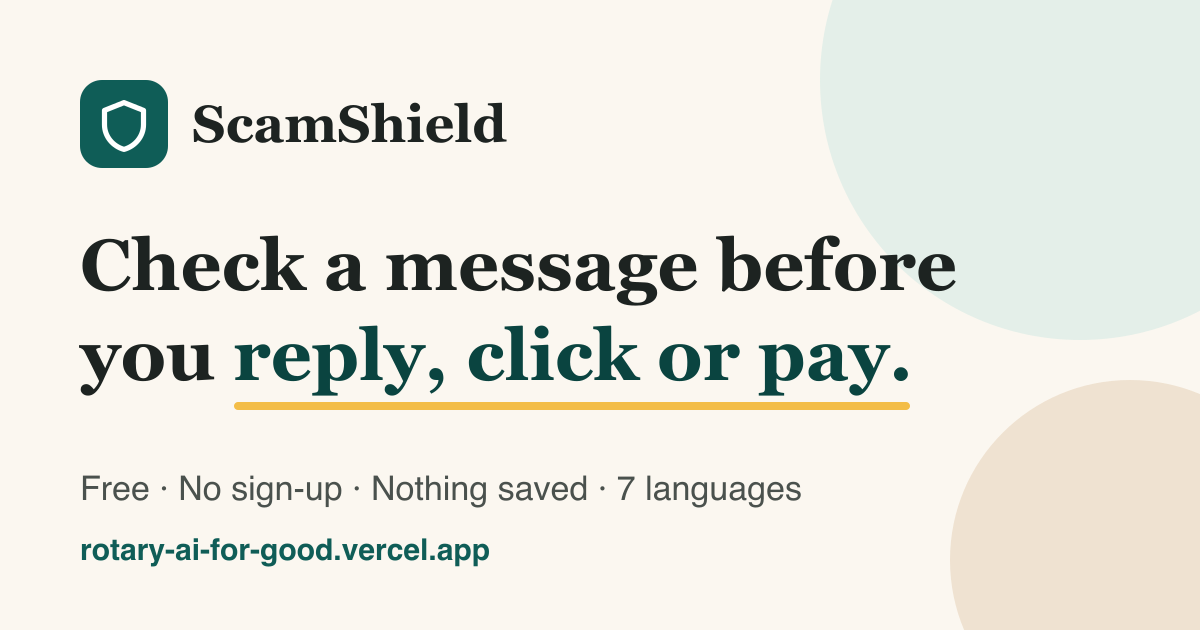 ScamShield
Check a message before
you reply, click or pay.
Free · No sign-up · Nothing saved · 7 languages
rotary-ai-for-good.vercel.app